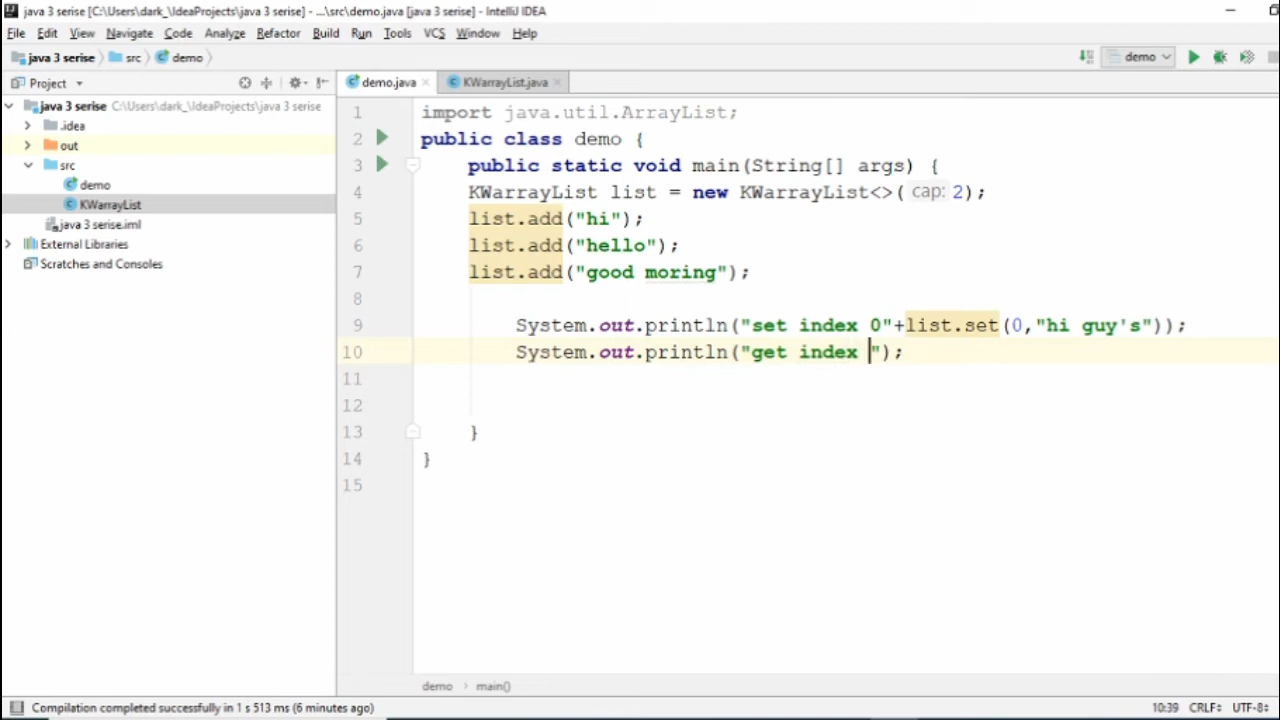 java 3 serise [C:\Users\dark_\IdeaProjects\java 3 serise] - ...\src\demo.java [java 3 serise] - IntelliJ IDEA
File Edit View Navigate Code Analyze Refactor Build Run Tools VCS Window Help
java 3 serise src demo
demo
Project
demo.java KWarrayList.java
java 3 serise C:\Users\dark_\IdeaProjects\java 3 serise
.idea
out
src
demo
KWarrayList
java 3 serise.iml
External Libraries
Scratches and Consoles
1 import java.util.ArrayList;
2 public class demo {
3 public static void main(String[] args) {
4 KWarrayList list = new KWarrayList<>( cap: 2);
5 list.add("hi");
6 list.add("hello");
7 list.add("good moring");
8
9 System.out.println("set index 0"+list.set(0,"hi guy's"));
10 System.out.println("get index ");
11
12
13 }
14 }
15
demo main()
Compilation completed successfully in 1 s 513 ms (6 minutes ago) 10:39 CRLF UTF-8